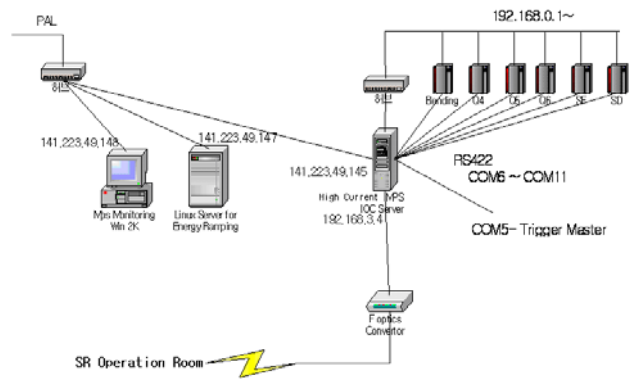 PAL
192.168.0.1~
허브
허브
Bending
Q4
Q5
Q6
SF
SD
141,223,49,148
141,223,49,147
141,223,49,145
RS422
COM6 ~ COM11
Mps Monitoring
Win 2K
Linux Server for
Energy Ramping
High Current MPS
IOC Server
192,168,3,4
COM5- Trigger Master
F.optics
Convertor
SR Operation Room